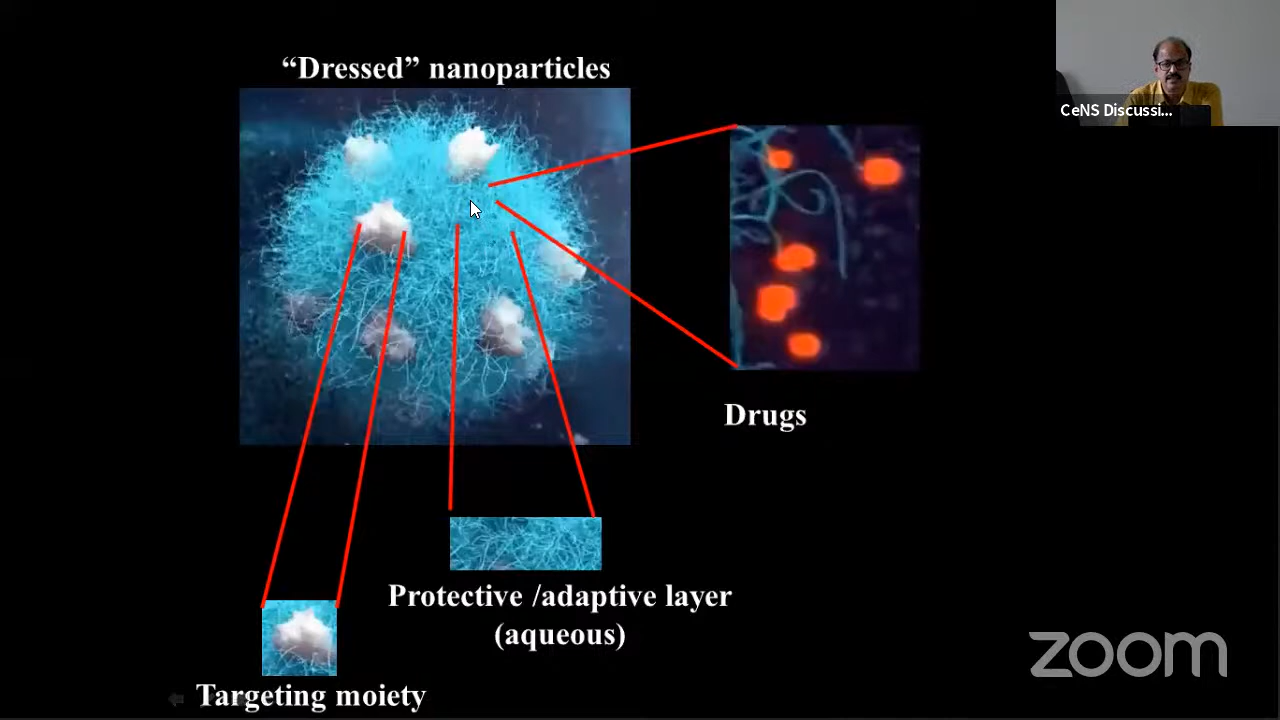 “Dressed” nanoparticles
CeNS Discussi...
Drugs
Protective /adaptive layer
(aqueous)
Targeting moiety
zoom